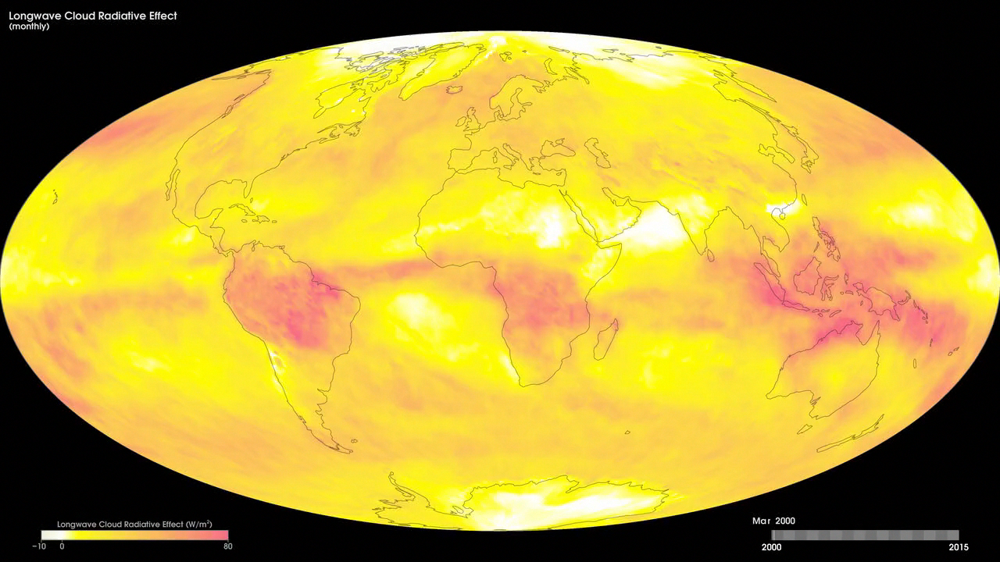 Longwave Cloud Radiative Effect
(monthly)
Longwave Cloud Radiative Effect (W/m²)
−10 0 80
Mar 2000
2000 2015